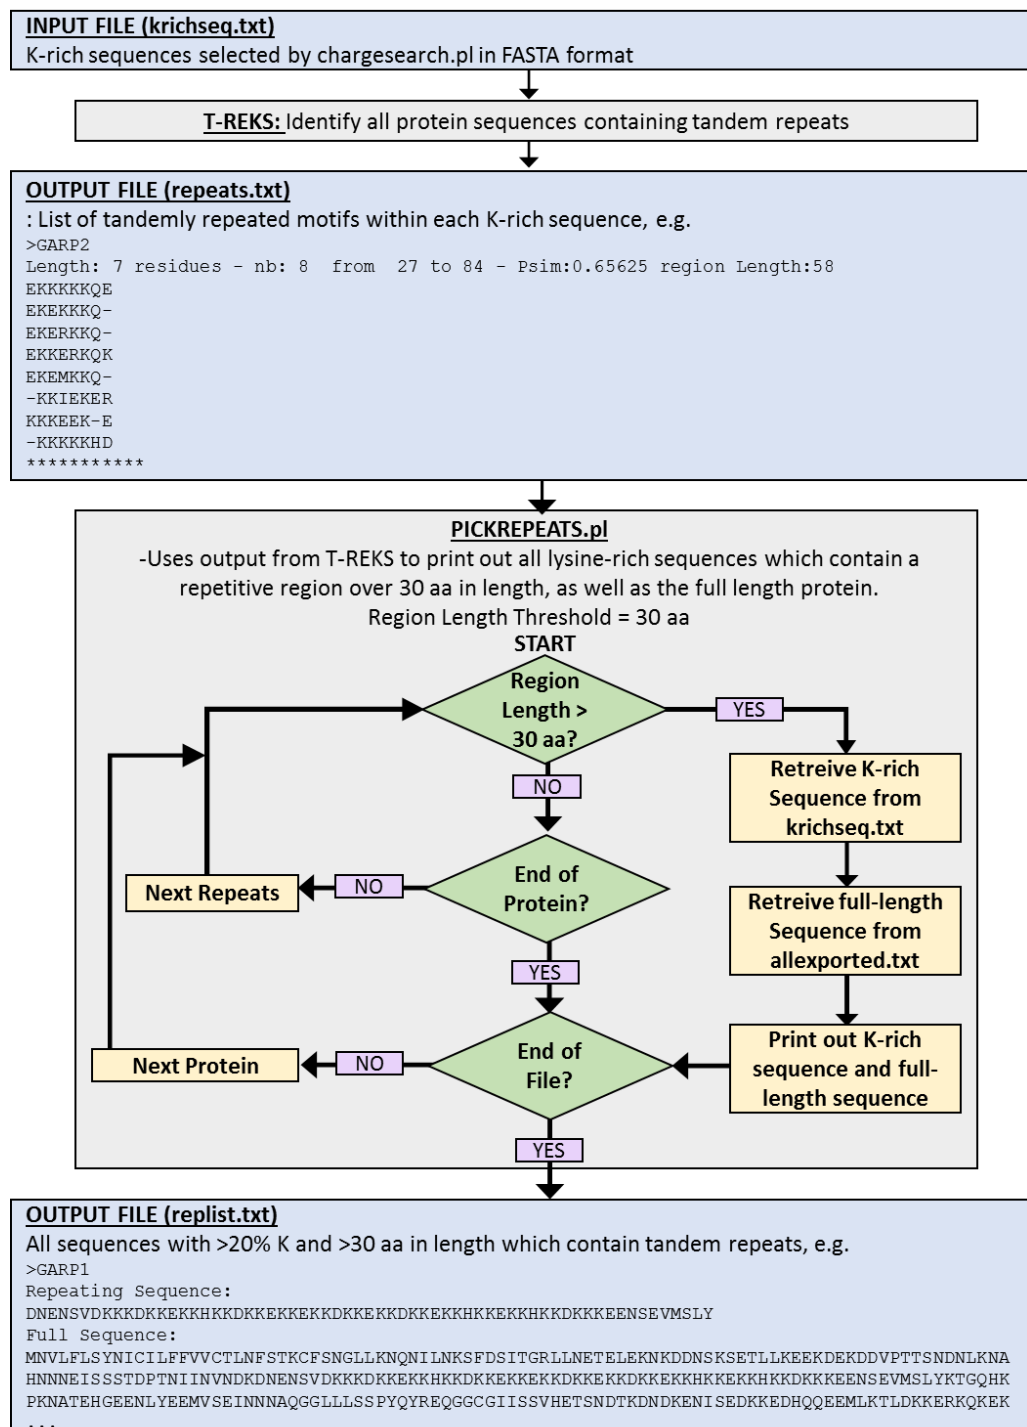 INPUT FILE (krichseq.txt)
K-rich sequences selected by chargesearch.pl in FASTA format
T-REKS: Identify all protein sequences containing tandem repeats
OUTPUT FILE (repeats.txt)
: List of tandemly repeated motifs within each K-rich sequence, e.g.
>GARP2
Length: 7 residues - nb: 8  from  27 to 84 - Psim:0.65625 region Length:58
EKKKKKQE
EKEKKKQ-
EKERKKQ-
EKKERKQK
EKEMKKQ-
-KKIEKER
KKKEEK-E
-KKKKKHD
***********
PICKREPEATS.pl
-Uses output from T-REKS to print out all lysine-rich sequences which contain a
repetitive region over 30 aa in length, as well as the full length protein.
Region Length Threshold = 30 aa
START
Region
Length >
30 aa?
YES
NO
Retreive K-rich
Sequence from
krichseq.txt
End of
Protein?
NO
Next Repeats
Retreive full-length
Sequence from
allexported.txt
YES
End of
File?
NO
Next Protein
Print out K-rich
sequence and full-
length sequence
YES
OUTPUT FILE (replist.txt)
All sequences with >20% K and >30 aa in length which contain tandem repeats, e.g.
>GARP1
Repeating Sequence:
DNENSVDKKKDKKEKKHKKDKKEKKEKKDKKEKKDKKEKKHKKEKKHKKDKKKEENSEVMSLY
Full Sequence:
MNVLFLSYNICILFFVVCTLNFSTKCFSNGLLKNQNILNKSFDSITGRLLNETELEKNKDDNSKSETLLKEEKDEKDDVPTTSNDNLKNA
HNNNEISSSTDPTNIINVNDKDNENSVDKKKDKKEKKHKKDKKEKKEKKDKKEKKDKKEKKHKKEKKHKKDKKKEENSEVMSLYKTGQHK
PKNATEHGEENLYEEMVSEINNNAQGGLLLSSPYQYREQGGCGIISSVHETSNDTKDNDKENISEDKKEDHQQEEMLKTLDKKERKQKEK
...